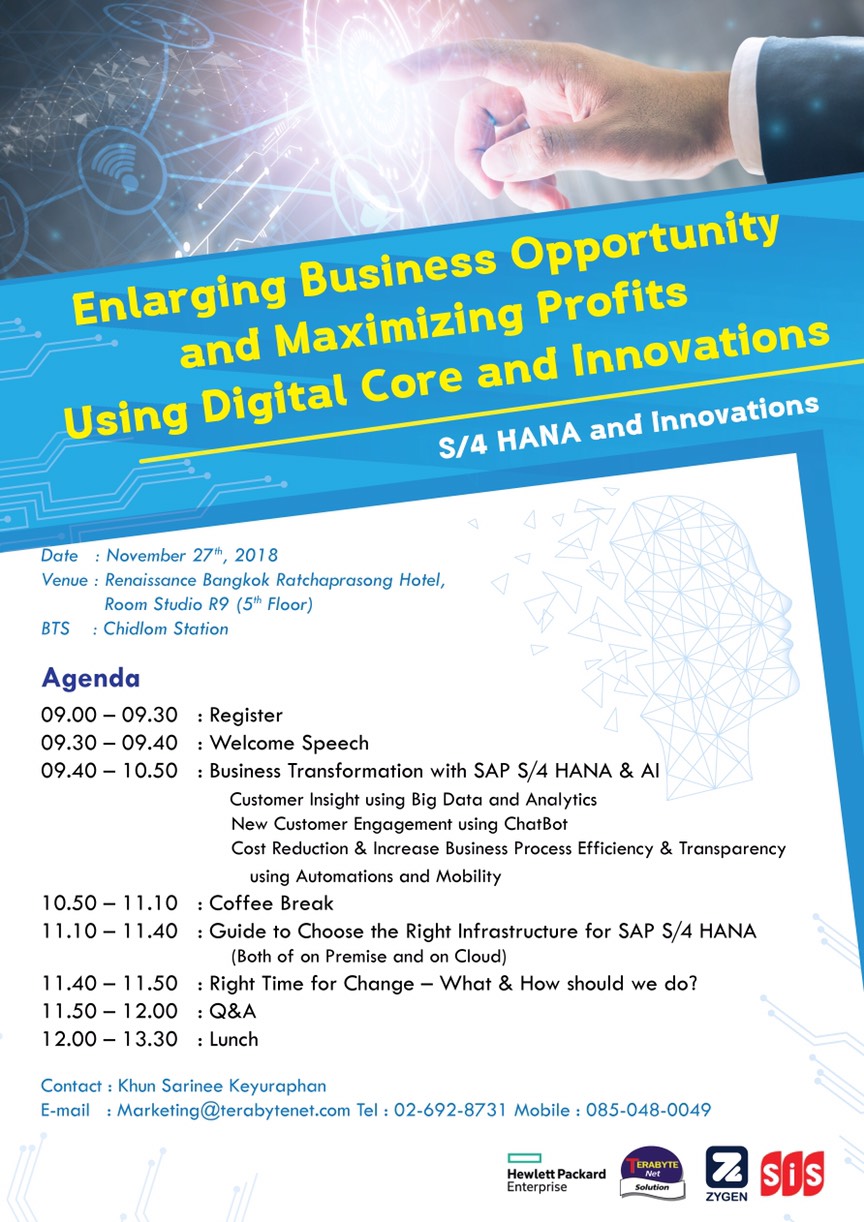 Enlarging Business Opportunity
and Maximizing Profits
Using Digital Core and Innovations
S/4 HANA and Innovations
Date : November 27th, 2018
Venue : Renaissance Bangkok Ratchaprasong Hotel,
Room Studio R9 (5th Floor)
BTS : Chidlom Station
Agenda
09.00 – 09.30 : Register
09.30 – 09.40 : Welcome Speech
09.40 – 10.50 : Business Transformation with SAP S/4 HANA & AI
Customer Insight using Big Data and Analytics
New Customer Engagement using ChatBot
Cost Reduction & Increase Business Process Efficiency & Transparency
using Automations and Mobility
10.50 – 11.10 : Coffee Break
11.10 – 11.40 : Guide to Choose the Right Infrastructure for SAP S/4 HANA
(Both of on Premise and on Cloud)
11.40 – 11.50 : Right Time for Change – What & How should we do?
11.50 – 12.00 : Q&A
12.00 – 13.30 : Lunch
Contact : Khun Sarinee Keyuraphan
E-mail : Marketing@terabytenet.com Tel : 02-692-8731 Mobile : 085-048-0049
Hewlett Packard
Enterprise
TERABYTE
Net
Solution
ZYGEN
SiS